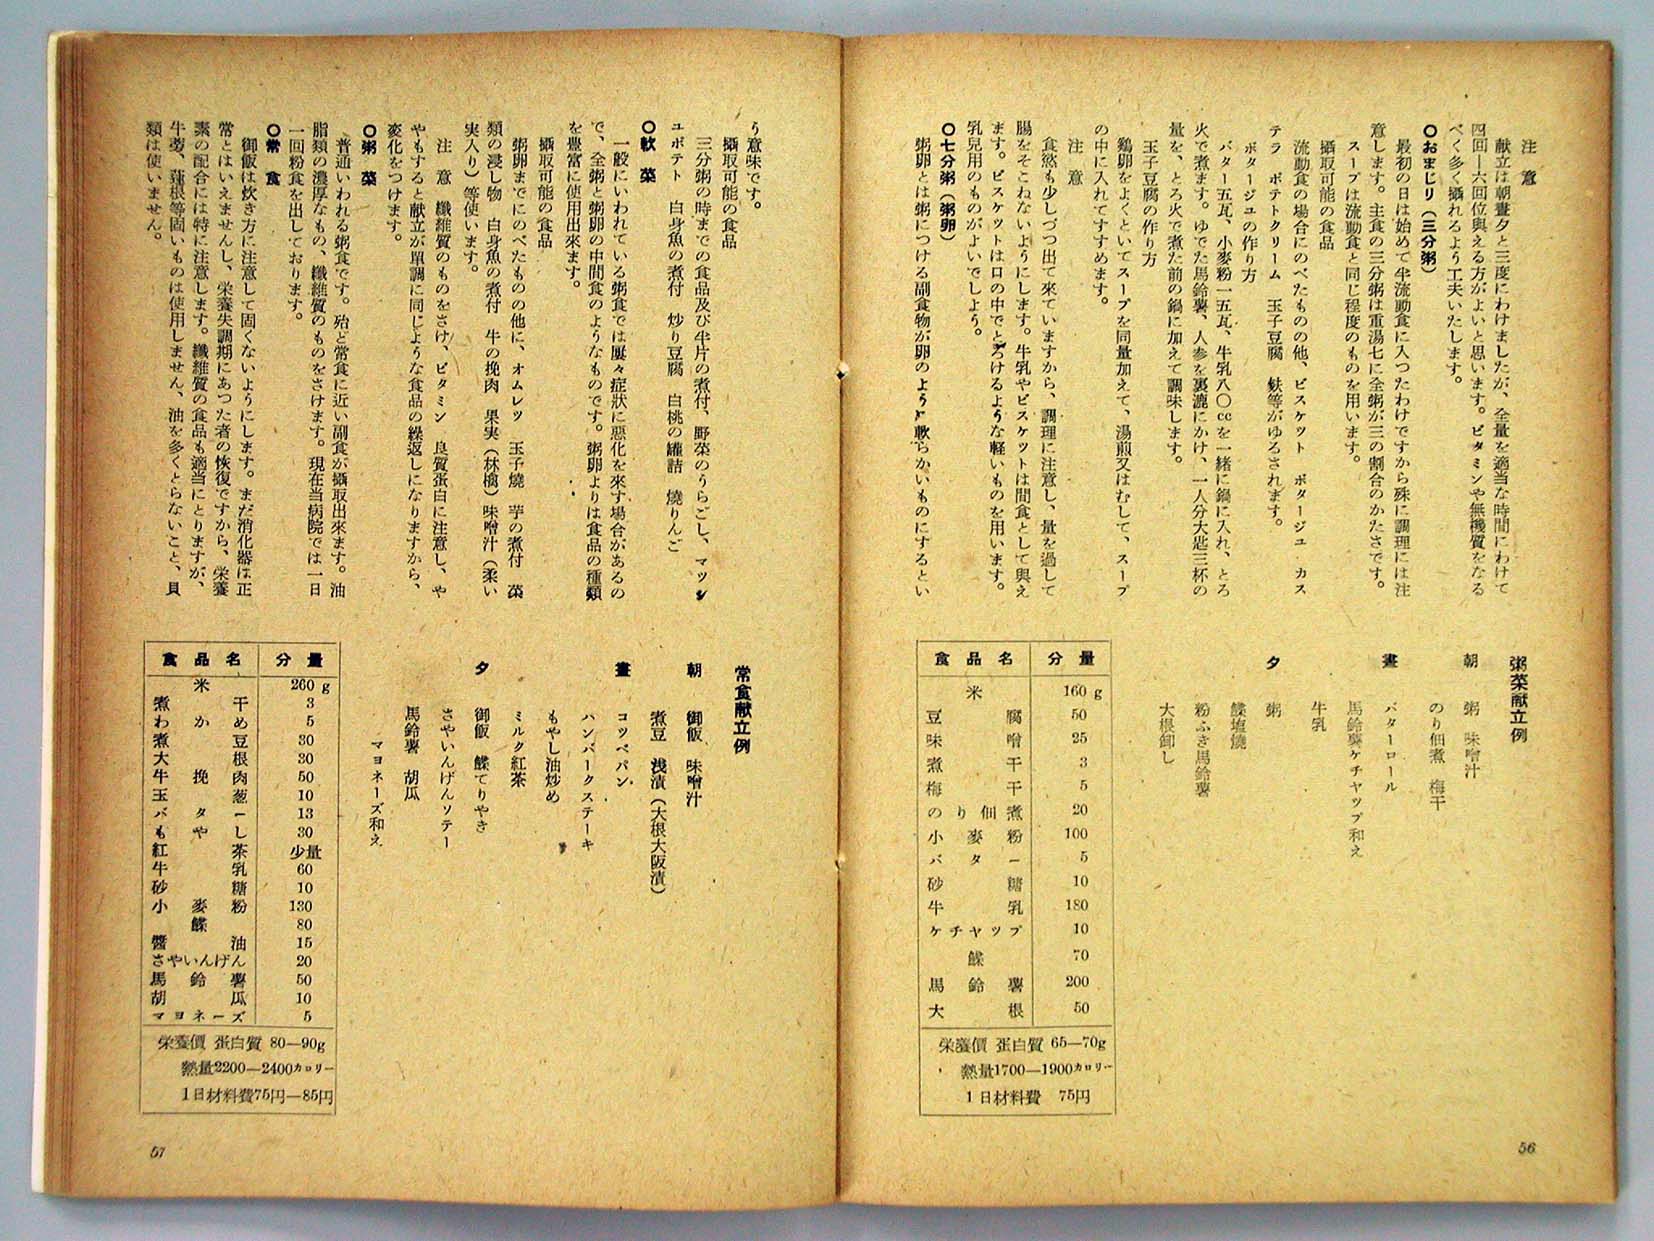 注意
献立は朝晝夕と三度にわけましたが、全量を適当な時間にわけて
四回―六回位與える方がよいと思います。ビタミンや無機質をなる
べく多く攝れるよう工夫いたします。
〇おまじリ（三分粥）
最初の日は始めて半流動食に入つたわけですから殊に調理には注
意します。主食の三分粥は重湯七に全粥が三の割合のかたさです。
スープは流動食と同じ程度のものを用います。
攝取可能の食品
流動食の場合にのべたものの他、ビスケツト　ポタージユ　カス
テラ　ポテトクリーム　玉子豆腐　麸等がゆるされます。
ポタージユの作り方
バター五瓦、小麥粉一五瓦、牛乳八〇ccを一緒に鍋に入れ、とろ
火で煮ます。ゆでた馬鈴薯、人参を裏漉にかけ、一人分大匙三杯の
量を、とろ火で煮た前の鍋に加えて調味します。
玉子豆腐の作り方
鷄卵をよくといてスープを同量加えて、湯煎又はむして、スープ
の中に入れてすすめます。
注意
食慾も少しづつ出て來ていますから、調理に注意し、量を過して
腸をそこねないようにします。牛乳やビスケツトは間食として與え
ます。ビスケツトは口の中でとろけるような軽いものを用います。
乳兒用のものがよいでしよう。
〇七分粥（粥卵）
粥卵とは粥につける副食物が卵のように軟らかいものにするとい
粥菜献立例
朝　粥　味噌汁
のり佃煮　梅干
晝　バターロール
馬鈴薯ケチヤツプ和え
牛乳
夕　粥
鰈塩燒
粉ふき馬鈴薯
大根卸し
食品名　分量
米　160 g
豆腐　50
味噌　25
煮干　3
梅干　5
のり佃煮　20
小麥粉　100
バター　5
砂糖　10
牛乳　180
ケチヤツプ　10
鰈　70
馬鈴薯　200
大根　50
栄養價 蛋白質 65―70g
熱量1700―1900カロリー
1日材料費　75円
56
う意味です。
攝取可能の食品
三分粥の時までの食品及び半片の煮付、野菜のうらごし、マツシ
ユポテト　白身魚の煮付　炒り豆腐　白桃の罐詰　燒りんご
〇軟菜
一般にいわれている粥食では屢々症狀に悪化を來す場合があるの
で、全粥と粥卵の中間食のようなものです。粥卵よりは食品の種類
を豊富に使用出來ます。
攝取可能の食品
粥卵までにのべたものの他に、オムレツ　玉子燒　芋の煮付　菜
類の浸し物　白身魚の煮付　牛の挽肉　果実（林檎）味噌汁（柔い
実入り）等使います。
注意　纖維質のものをさけ、ビタミン　良質蛋白に注意し、や
やもすると献立が單調に同じような食品の繰返しになりますから、
変化をつけます。
〇粥菜
普通いわれる粥食です。殆ど常食に近い副食が攝取出來ます。油
脂類の濃厚なもの、纖維質のものをさけます。現在当病院では一日
一回粉食を出しております。
〇常食
御飯は炊き方に注意して固くないようにします。まだ消化器は正
常とはいえませんし、栄養失調期にあつた者の恢復ですから、栄養
素の配合には特に注意します。纖維質の食品も適当にとりますが、
牛蒡、蓮根等固いものは使用しません、油を多くとらないこと、貝
類は使いません。
常食献立例
朝　御飯　味噌汁
煮豆　浅漬（大根大阪漬）
晝　コツペパン
ハンバークステーキ
もやし油炒め
ミルク紅茶
夕　御飯　鰈てりやき
さやいんげんソテー
馬鈴薯　胡瓜
マヨネーズ和え
食品名　分量
米　260 g
煮干　3
わかめ　5
煮豆　30
大根　30
牛挽肉　50
玉葱　10
バター　13
もやし　30
紅茶　少量
牛乳　60
砂糖　10
小麥粉　130
鰈　80
醬油　15
さやいんげん　20
馬鈴薯　50
胡瓜　10
マヨネーズ　5
栄養價 蛋白質 80―90g
熱量2200―2400カロリー
1日材料費75円―85円
57